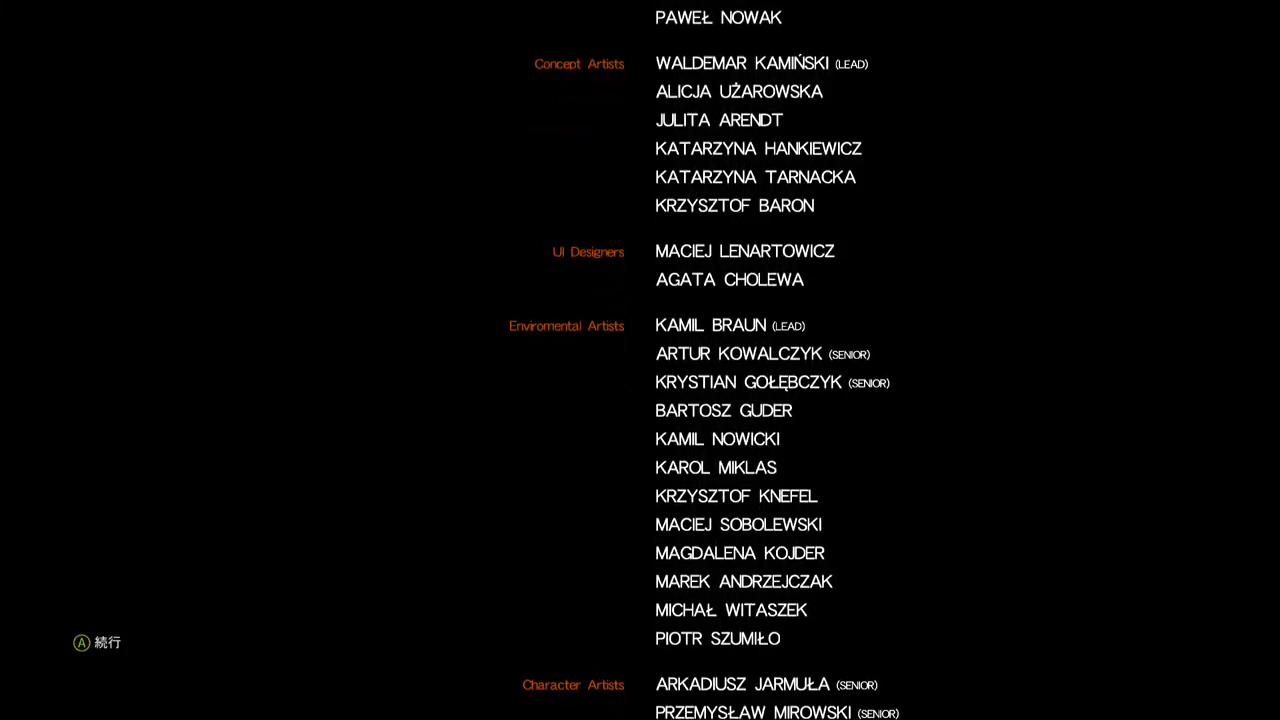 PAWEŁ NOWAK
Concept Artists WALDEMAR KAMIŃSKI (LEAD)
ALICJA UŻAROWSKA
JULITA ARENDT
KATARZYNA HANKIEWICZ
KATARZYNA TARNACKA
KRZYSZTOF BARON
UI Designers MACIEJ LENARTOWICZ
AGATA CHOLEWA
Enviromental Artists KAMIL BRAUN (LEAD)
ARTUR KOWALCZYK (SENIOR)
KRYSTIAN GOŁĘBCZYK (SENIOR)
BARTOSZ GUDER
KAMIL NOWICKI
KAROL MIKLAS
KRZYSZTOF KNEFEL
MACIEJ SOBOLEWSKI
MAGDALENA KOJDER
MAREK ANDRZEJCZAK
MICHAŁ WITASZEK
PIOTR SZUMIŁO
A 続行
Character Artists ARKADIUSZ JARMUŁA (SENIOR)
PRZEMYSŁAW MIROWSKI (SENIOR)